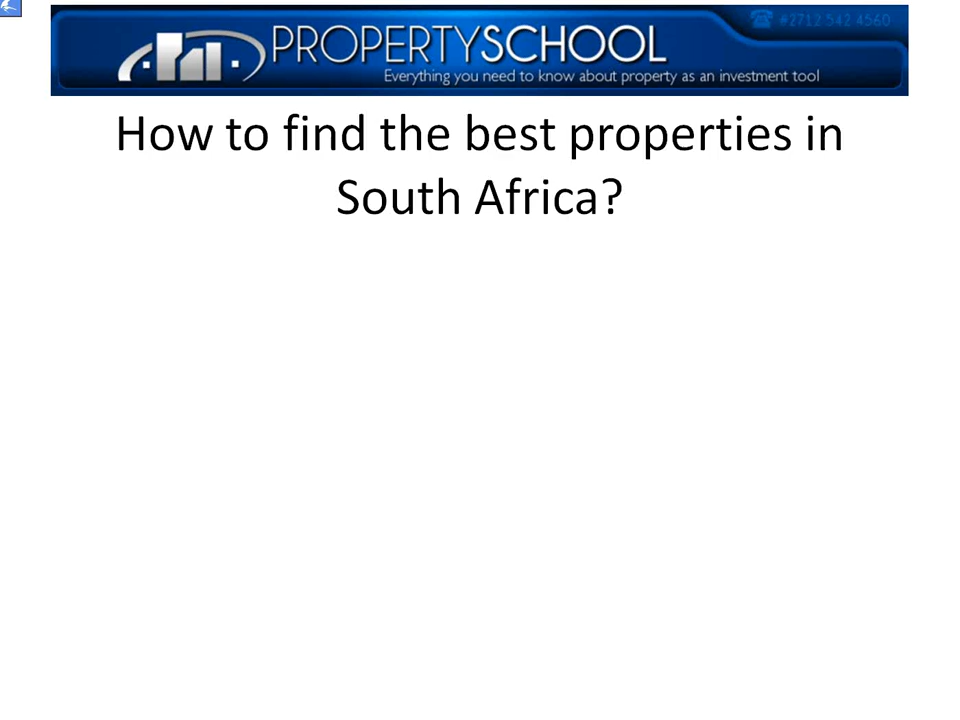 #2712 542 4560
PROPERTYSCHOOL
Everything you need to know about property as an investment tool
How to find the best properties in
South Africa?